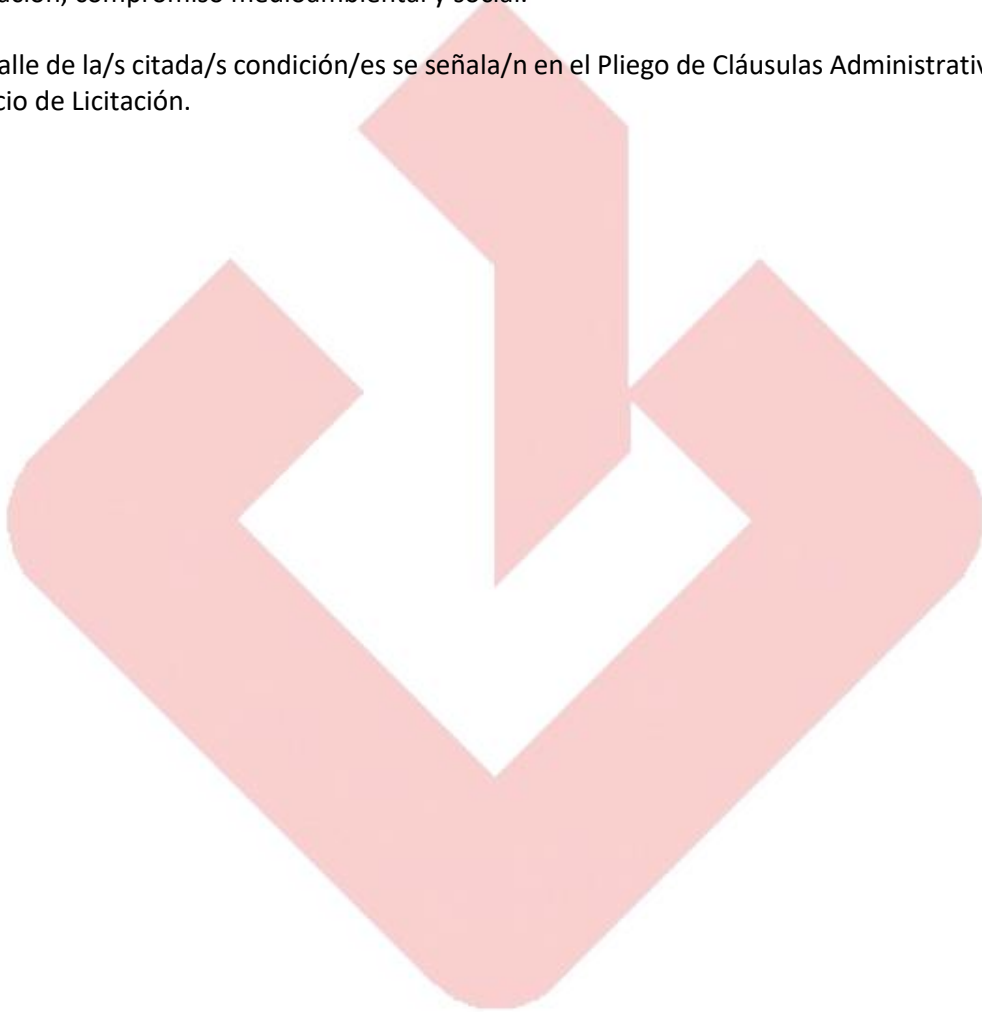 compromiso medioambiental y social.
alle de la/s citada/s condición/es se señala/n en el Pliego de Cláusulas Administrativ
cio de Licitación.